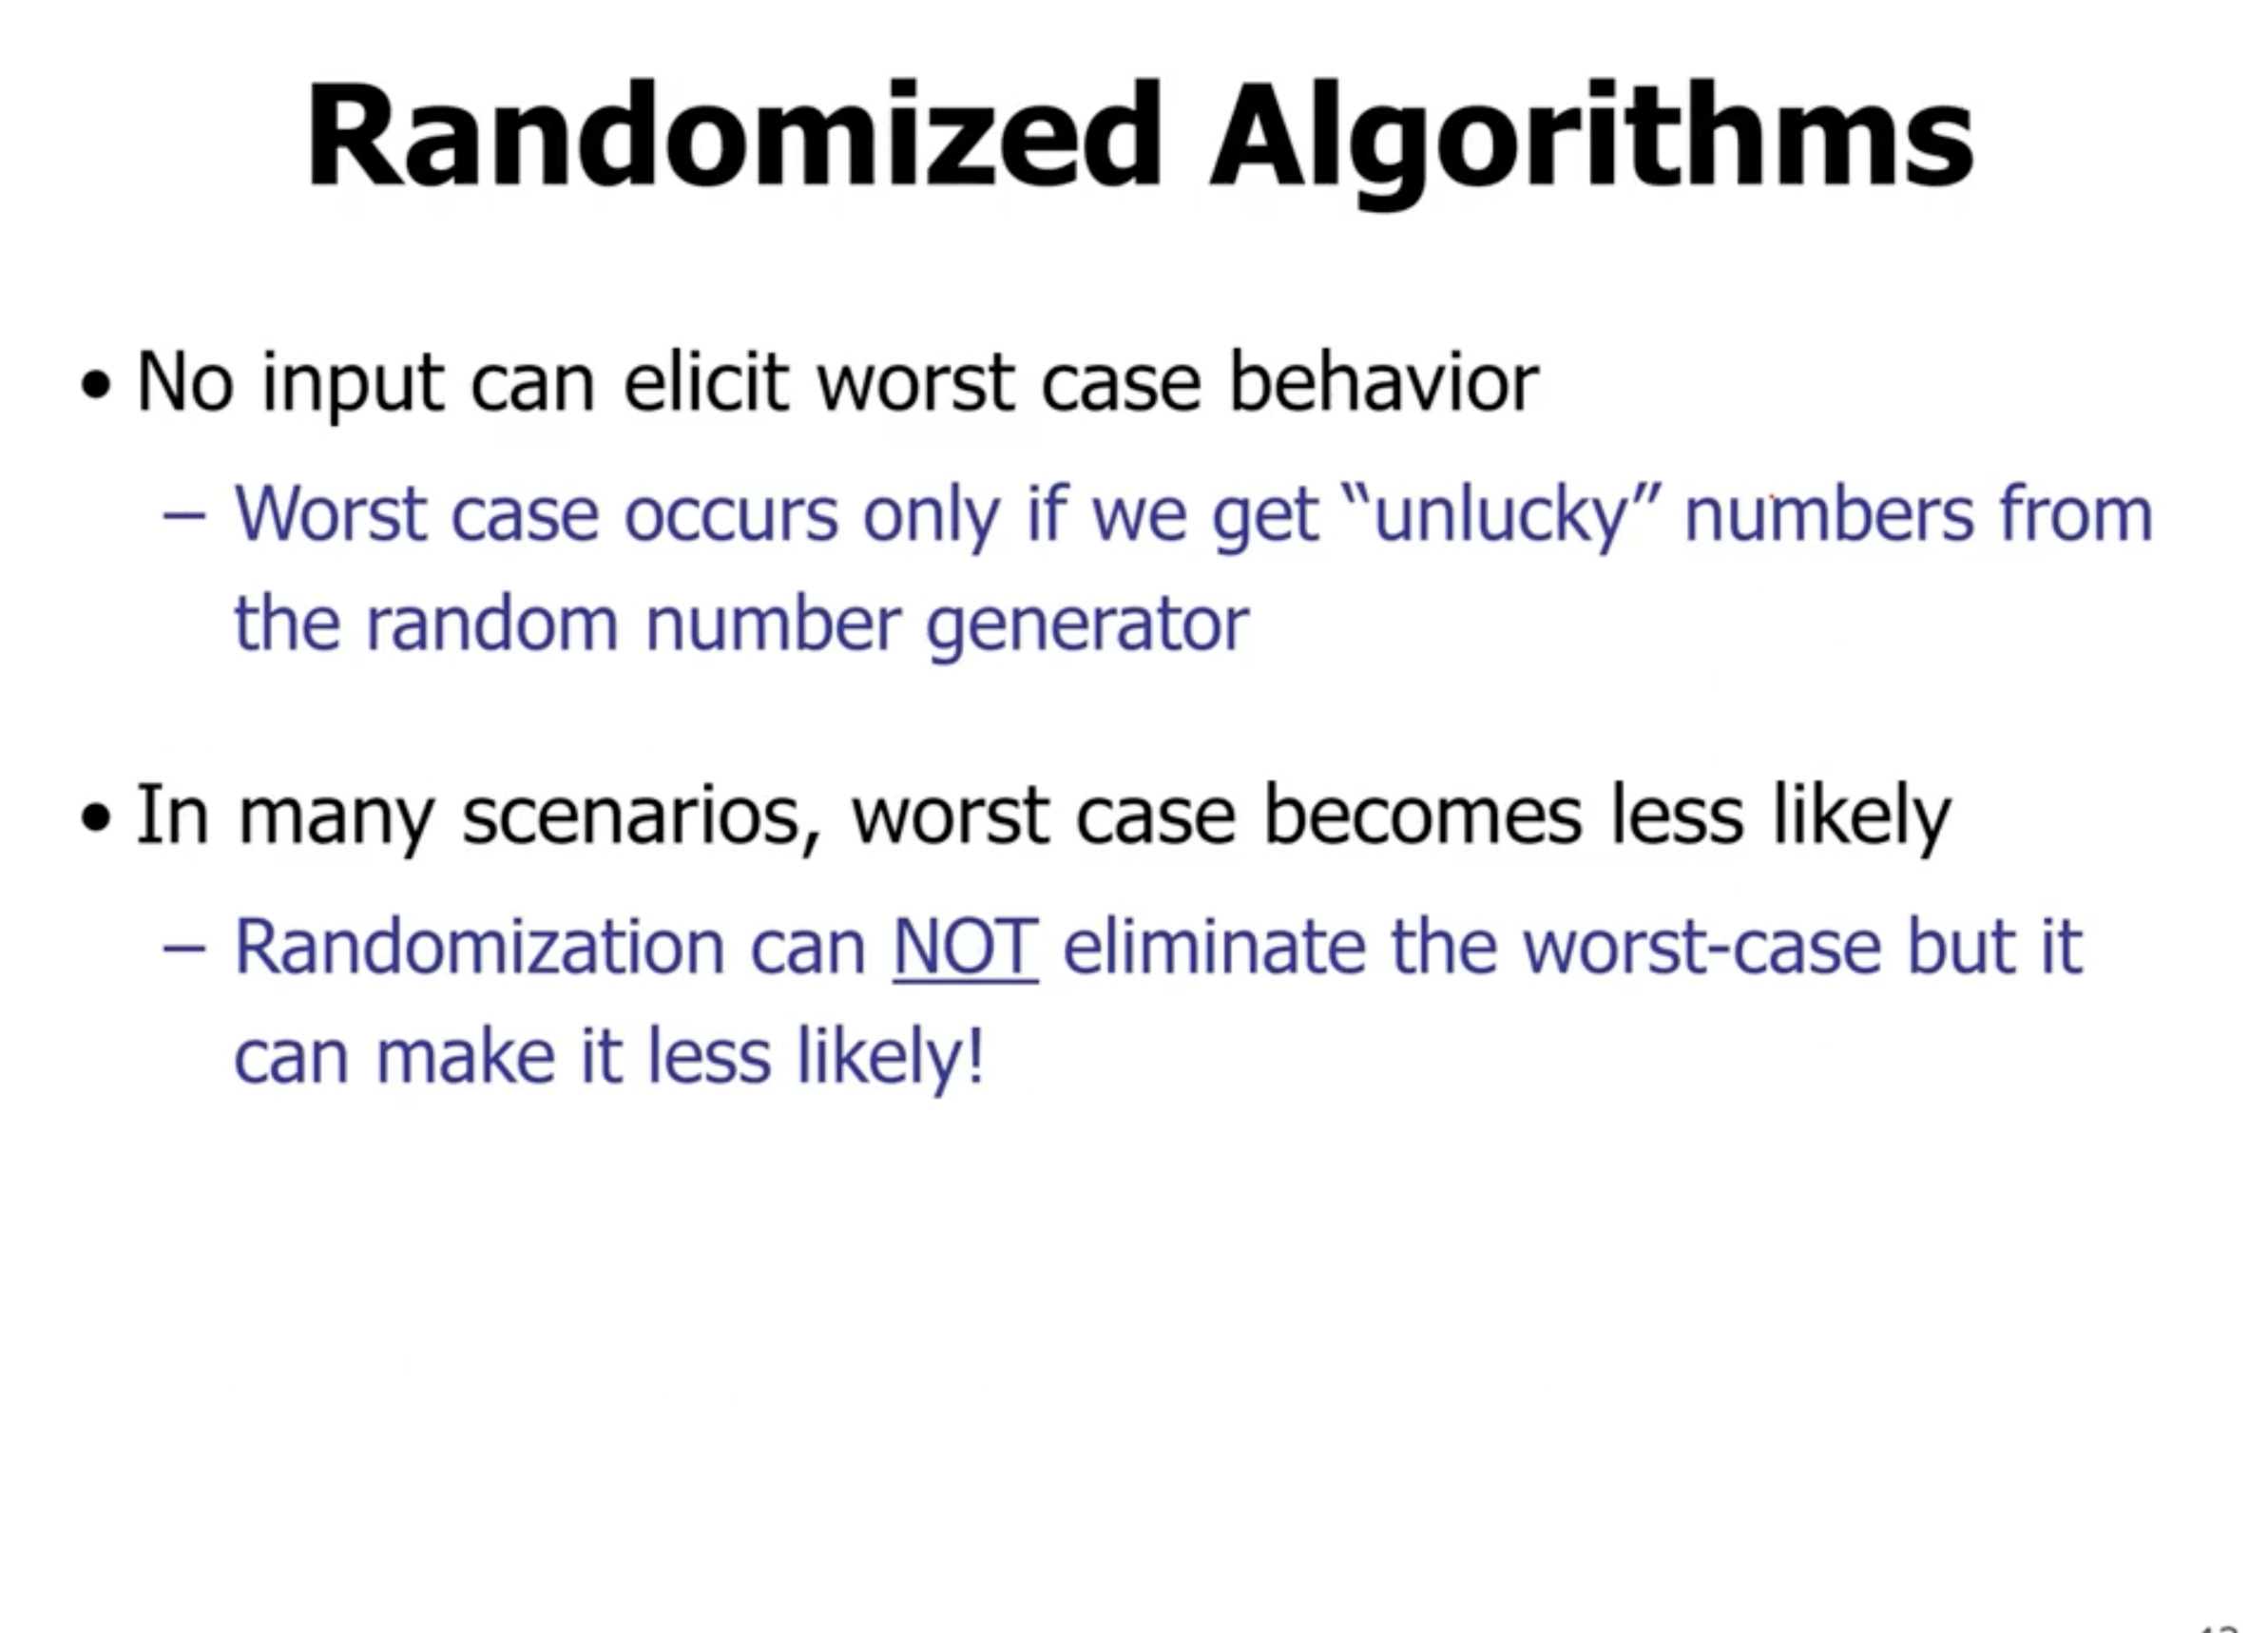 Randomized Algorithms
• No input can elicit worst case behavior
– Worst case occurs only if we get “unlucky” numbers from
the random number generator
• In many scenarios, worst case becomes less likely
– Randomization can NOT eliminate the worst-case but it
can make it less likely!